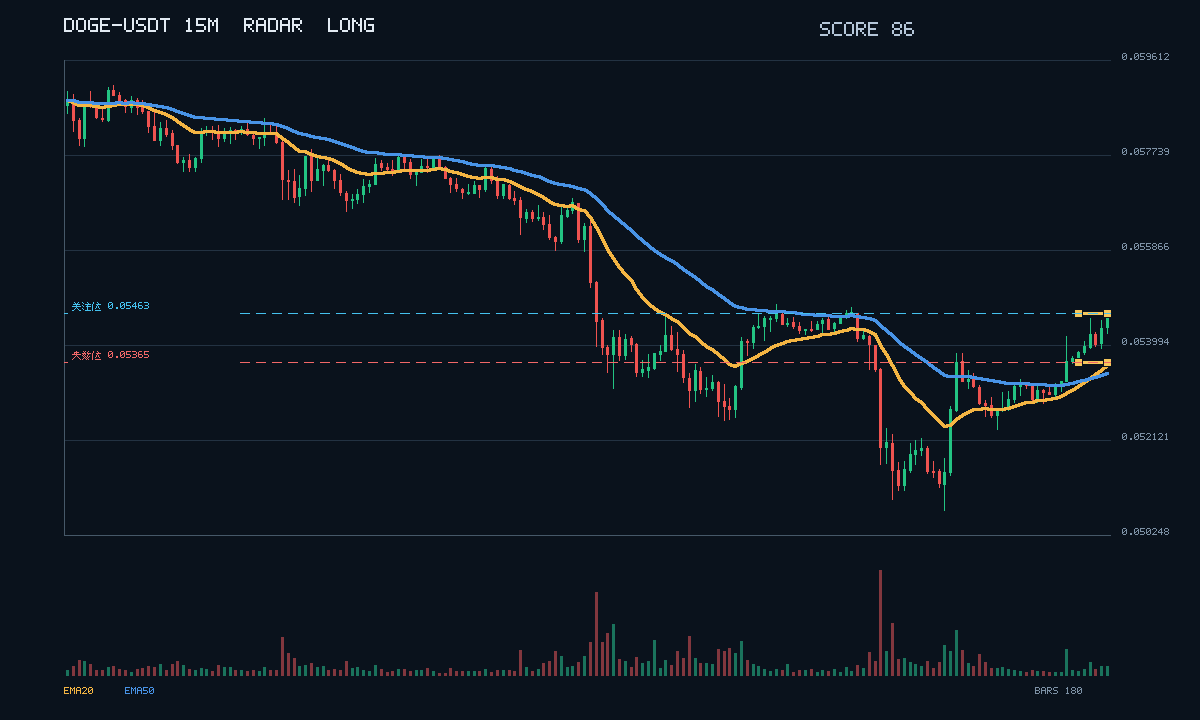 DOGE-USDT 15M RADAR LONG
SCORE 86
0.059612
0.057739
0.055866
关注位 0.05463
0.053994
失效位 0.05365
0.052121
0.050248
EMA20 EMA50
BARS 180